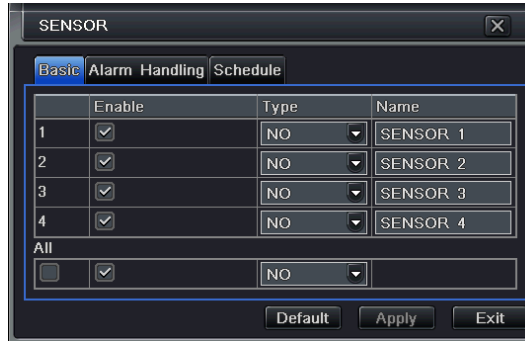 SENSOR
Basic Alarm Handling Schedule
Enable Type Name
1 NO SENSOR 1
2 NO SENSOR 2
3 NO SENSOR 3
4 NO SENSOR 4
All
NO
Default Apply Exit